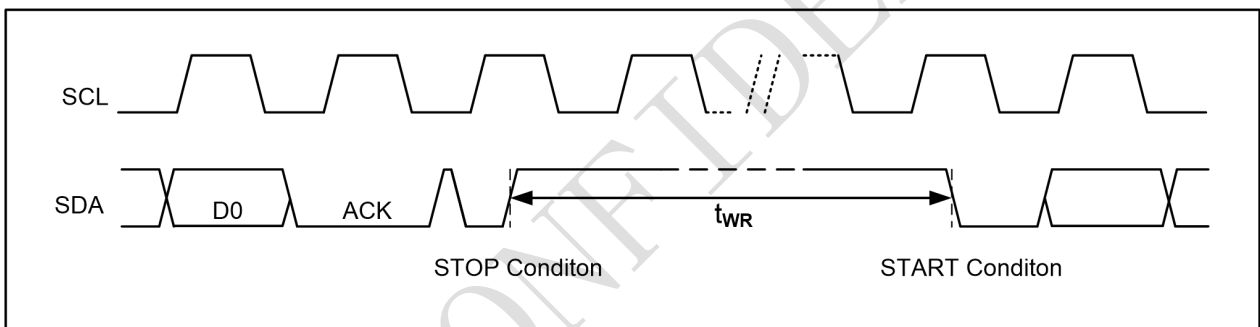 SCL
SDA
D0
ACK
tWR
STOP Conditon
START Conditon